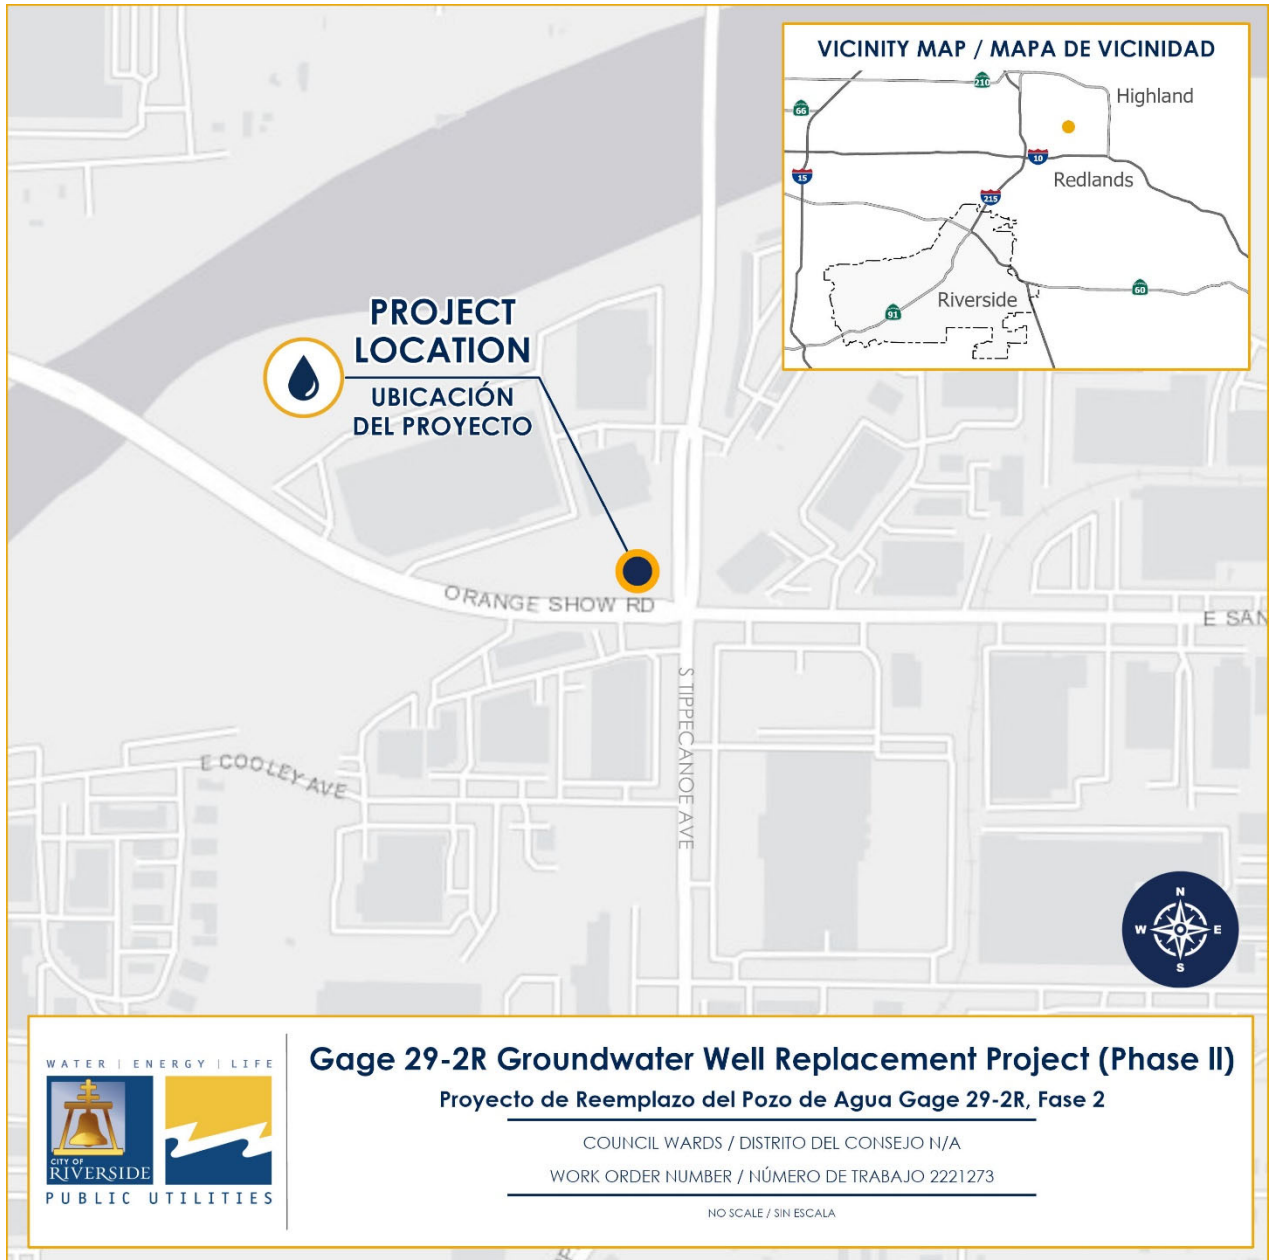 VICINITY MAP / MAPA DE VICINIDAD
210
Highland
66
10
15
Redlands
215
60
Riverside
91
PROJECT
LOCATION
UBICACIÓN
DEL PROYECTO
ORANGE SHOW RD
E SAN
S TIPPECANOE AVE
E COOLEY AVE
N
W E
S
WATER | ENERGY | LIFE
CITY OF
RIVERSIDE
PUBLIC UTILITIES
Gage 29-2R Groundwater Well Replacement Project (Phase II)
Proyecto de Reemplazo del Pozo de Agua Gage 29-2R, Fase 2
COUNCIL WARDS / DISTRITO DEL CONSEJO N/A
WORK ORDER NUMBER / NÚMERO DE TRABAJO 2221273
NO SCALE / SIN ESCALA